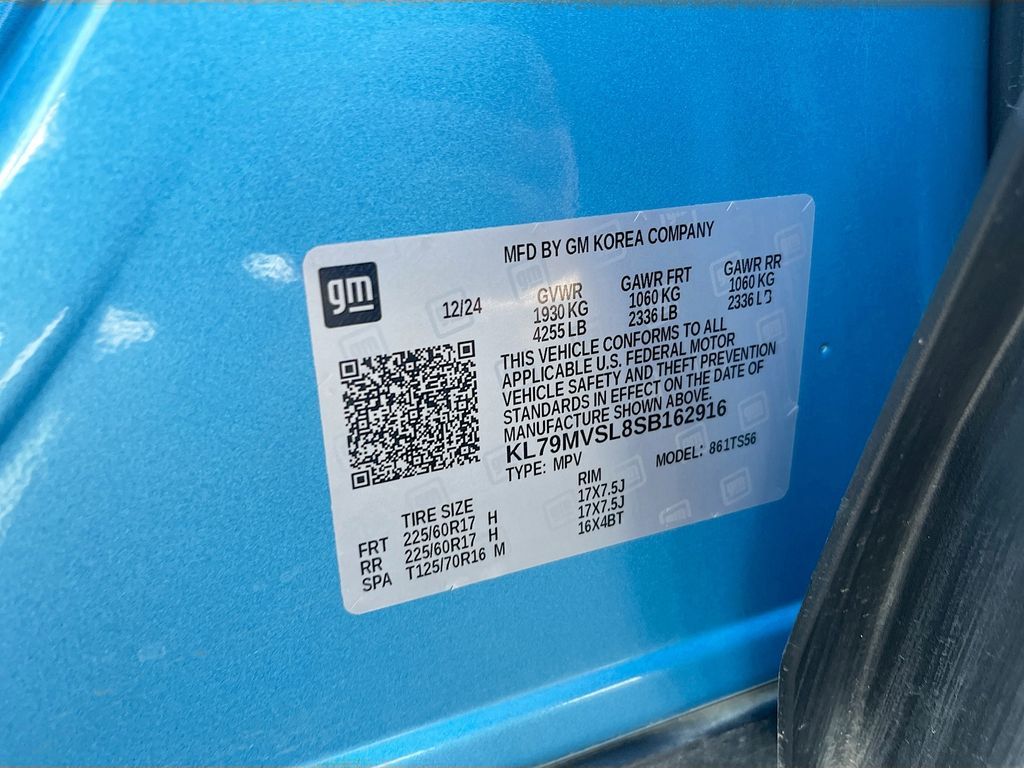 MFD BY GM KOREA COMPANY
gm
12/24
GVWR
1930 KG
4255 LB
GAWR FRT
1060 KG
2336 LB
GAWR RR
1060 KG
2336 LB
THIS VEHICLE CONFORMS TO ALL
APPLICABLE U.S. FEDERAL MOTOR
VEHICLE SAFETY AND THEFT PREVENTION
STANDARDS IN EFFECT ON THE DATE OF
MANUFACTURE SHOWN ABOVE.
KL79MVSL8SB162916
TYPE: MPV MODEL: 861TS56
TIRE SIZE RIM
FRT 225/60R17 H 17X7.5J
RR 225/60R17 H 17X7.5J
SPA T125/70R16 M 16X4BT